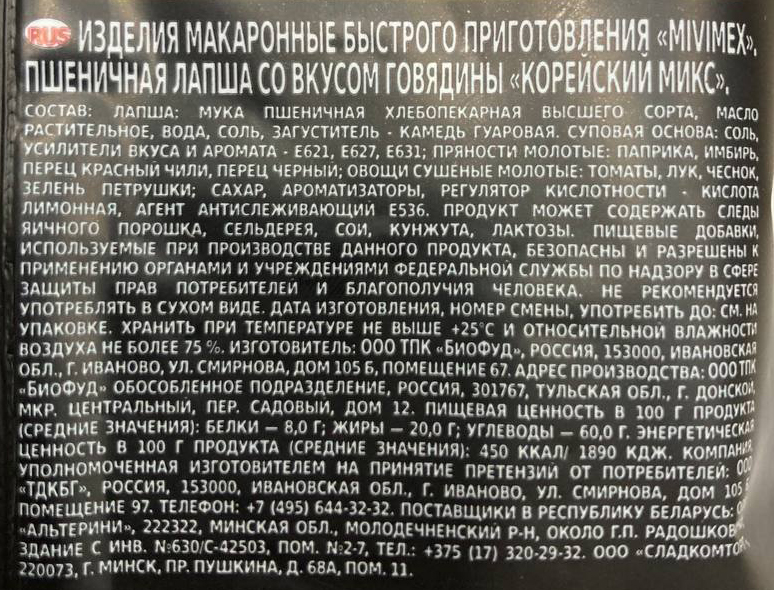 RUS ИЗДЕЛИЯ МАКАРОННЫЕ БЫСТРОГО ПРИГОТОВЛЕНИЯ «MIVIMEX»,
ПШЕНИЧНАЯ ЛАПША СО ВКУСОМ ГОВЯДИНЫ «КОРЕЙСКИЙ МИКС».
СОСТАВ: ЛАПША: МУКА ПШЕНИЧНАЯ ХЛЕБОПЕКАРНАЯ ВЫСШЕГО СОРТА, МАСЛО
РАСТИТЕЛЬНОЕ, ВОДА, СОЛЬ, ЗАГУСТИТЕЛЬ - КАМЕДЬ ГУАРОВАЯ. СУПОВАЯ ОСНОВА: СОЛЬ,
УСИЛИТЕЛИ ВКУСА И АРОМАТА - Е621, Е627, Е631; ПРЯНОСТИ МОЛОТЫЕ: ПАПРИКА, ИМБИРЬ,
ПЕРЕЦ КРАСНЫЙ ЧИЛИ, ПЕРЕЦ ЧЕРНЫЙ; ОВОЩИ СУШЁНЫЕ МОЛОТЫЕ: ТОМАТЫ, ЛУК, ЧЕСНОК,
ЗЕЛЕНЬ ПЕТРУШКИ; САХАР, АРОМАТИЗАТОРЫ, РЕГУЛЯТОР КИСЛОТНОСТИ - КИСЛОТА
ЛИМОННАЯ, АГЕНТ АНТИСЛЕЖИВАЮЩИЙ Е536. ПРОДУКТ МОЖЕТ СОДЕРЖАТЬ СЛЕДЫ
ЯИЧНОГО ПОРОШКА, СЕЛЬДЕРЕЯ, СОИ, КУНЖУТА, ЛАКТОЗЫ. ПИЩЕВЫЕ ДОБАВКИ,
ИСПОЛЬЗУЕМЫЕ ПРИ ПРОИЗВОДСТВЕ ДАННОГО ПРОДУКТА, БЕЗОПАСНЫ И РАЗРЕШЕНЫ К
ПРИМЕНЕНИЮ ОРГАНАМИ И УЧРЕЖДЕНИЯМИ ФЕДЕРАЛЬНОЙ СЛУЖБЫ ПО НАДЗОРУ В СФЕРЕ
ЗАЩИТЫ ПРАВ ПОТРЕБИТЕЛЕЙ И БЛАГОПОЛУЧИЯ ЧЕЛОВЕКА. НЕ РЕКОМЕНДУЕТСЯ
УПОТРЕБЛЯТЬ В СУХОМ ВИДЕ. ДАТА ИЗГОТОВЛЕНИЯ, НОМЕР СМЕНЫ, УПОТРЕБИТЬ ДО: СМ. НА
УПАКОВКЕ. ХРАНИТЬ ПРИ ТЕМПЕРАТУРЕ НЕ ВЫШЕ +25°С И ОТНОСИТЕЛЬНОЙ ВЛАЖНОСТИ
ВОЗДУХА НЕ БОЛЕЕ 75 %. ИЗГОТОВИТЕЛЬ: ООО ТПК «БИОФУД», РОССИЯ, 153000, ИВАНОВСКАЯ
ОБЛ., Г. ИВАНОВО, УЛ. СМИРНОВА, ДОМ 105 Б, ПОМЕЩЕНИЕ 67. АДРЕС ПРОИЗВОДСТВА: ООО ТПК
«БИОФУД» ОБОСОБЛЕННОЕ ПОДРАЗДЕЛЕНИЕ, РОССИЯ, 301767, ТУЛЬСКАЯ ОБЛ., Г. ДОНСКОЙ,
МКР. ЦЕНТРАЛЬНЫЙ, ПЕР. САДОВЫЙ, ДОМ 12. ПИЩЕВАЯ ЦЕННОСТЬ В 100 Г ПРОДУКТА
(СРЕДНИЕ ЗНАЧЕНИЯ): БЕЛКИ — 8,0 Г; ЖИРЫ — 20,0 Г; УГЛЕВОДЫ — 60,0 Г. ЭНЕРГЕТИЧЕСКАЯ
ЦЕННОСТЬ В 100 Г ПРОДУКТА (СРЕДНИЕ ЗНАЧЕНИЯ): 450 ККАЛ/ 1890 КДЖ. КОМПАНИЯ,
УПОЛНОМОЧЕННАЯ ИЗГОТОВИТЕЛЕМ НА ПРИНЯТИЕ ПРЕТЕНЗИЙ ОТ ПОТРЕБИТЕЛЕЙ: ООО
«ТДКБГ», РОССИЯ, 153000, ИВАНОВСКАЯ ОБЛ., Г. ИВАНОВО, УЛ. СМИРНОВА, ДОМ 105
ПОМЕЩЕНИЕ 97. ТЕЛЕФОН: +7 (495) 644-32-32. ПОСТАВЩИКИ В РЕСПУБЛИКУ БЕЛАРУСЬ:
«АЛЬТЕРИНИ», 222322, МИНСКАЯ ОБЛ., МОЛОДЕЧНЕНСКИЙ Р-Н, ОКОЛО Г.П. РАДОШКОВ
ЗДАНИЕ С ИНВ. №630/С-42503, ПОМ. №2-7, ТЕЛ.: +375 (17) 320-29-32. ООО «СЛАДКОМТОР
220073, Г. МИНСК, ПР. ПУШКИНА, Д. 68А, ПОМ. 11.